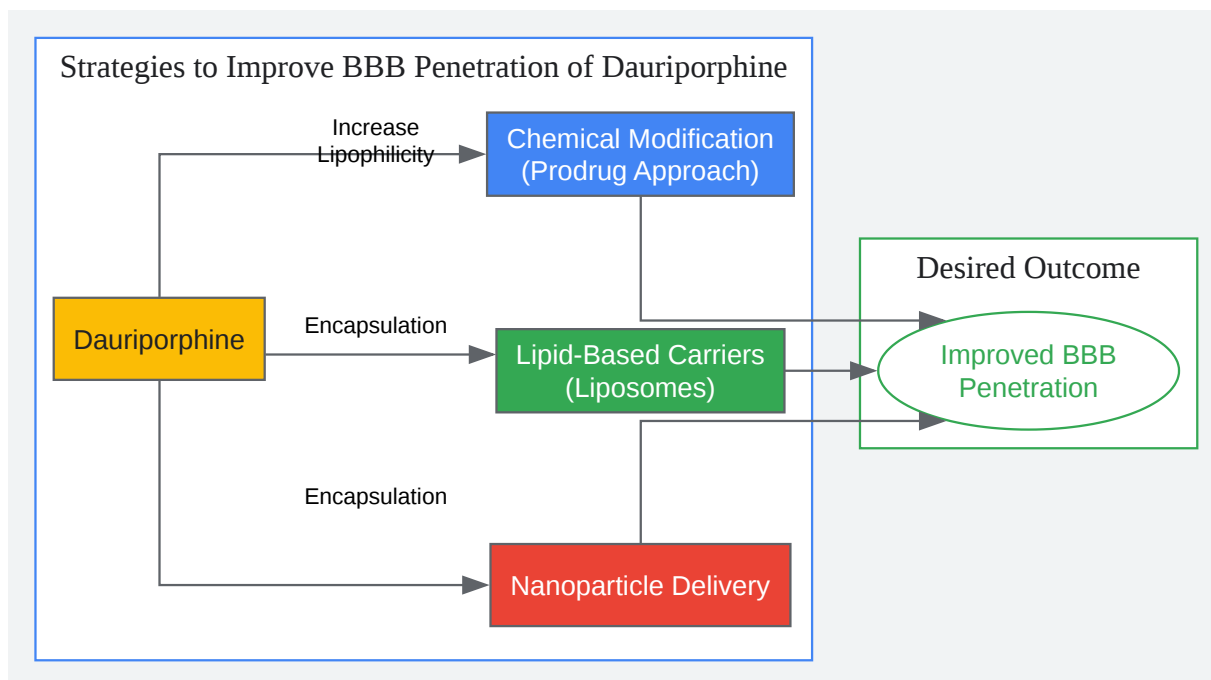 Strategies to Improve BBB Penetration of Dauriporphine
Increase
Lipophilicity
Chemical Modification
(Prodrug Approach)
Dauriporphine
Encapsulation
Lipid-Based Carriers
(Liposomes)
Encapsulation
Nanoparticle Delivery
Desired Outcome
Improved BBB
Penetration